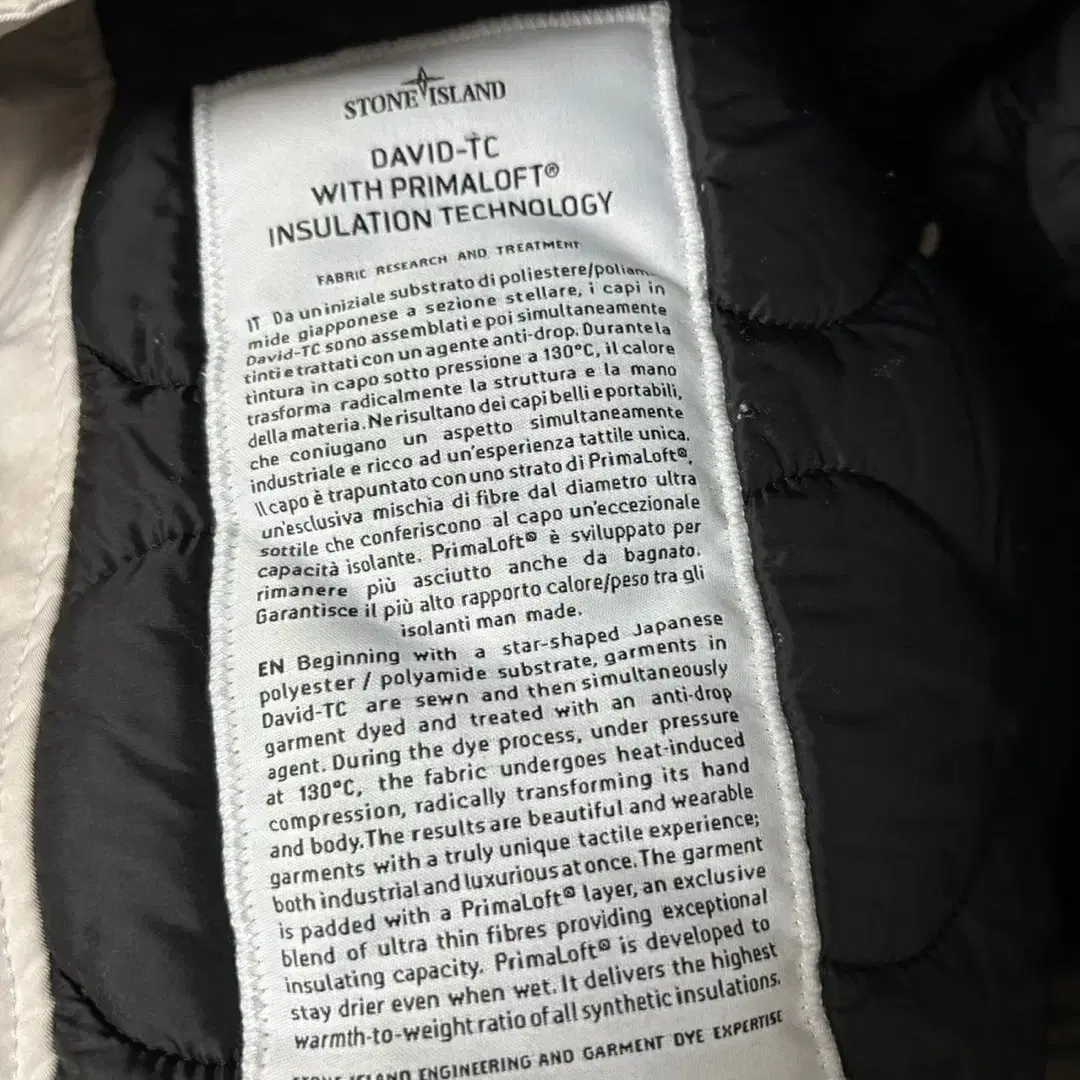 STONE ISLAND
DAVID-TC
WITH PRIMALOFT®
INSULATION TECHNOLOGY
FABRIC RESEARCH AND TREATMENT
IT Da un iniziale substrato di poliestere/poliam-
mide giapponese a sezione stellare, i capi in
David-TC sono assemblati e poi simultaneamente
tinti e trattati con un agente anti-drop. Durante la
tintura in capo sotto pressione a 130°C, il calore
trasforma radicalmente la struttura e la mano
della materia. Ne risultano dei capi belli e portabili,
che coniugano un aspetto simultaneamente
industriale e ricco ad un'esperienza tattile unica.
Il capo è trapuntato con uno strato di PrimaLoft®,
un'esclusiva mischia di fibre dal diametro ultra
sottile che conferiscono al capo un'eccezionale
capacità isolante. PrimaLoft® è sviluppato per
rimanere più asciutto anche da bagnato.
Garantisce il più alto rapporto calore/peso tra gli
isolanti man made.
EN Beginning with a star-shaped Japanese
polyester / polyamide substrate, garments in
David-TC are sewn and then simultaneously
garment dyed and treated with an anti-drop
agent. During the dye process, under pressure
at 130°C, the fabric undergoes heat-induced
compression, radically transforming its hand
and body. The results are beautiful and wearable
garments with a truly unique tactile experience;
both industrial and luxurious at once. The garment
is padded with a PrimaLoft® layer, an exclusive
blend of ultra thin fibres providing exceptional
insulating capacity. PrimaLoft® is developed to
stay drier even when wet. It delivers the highest
warmth-to-weight ratio of all synthetic insulations.
STONE ISLAND ENGINEERING AND GARMENT DYE EXPERTISE